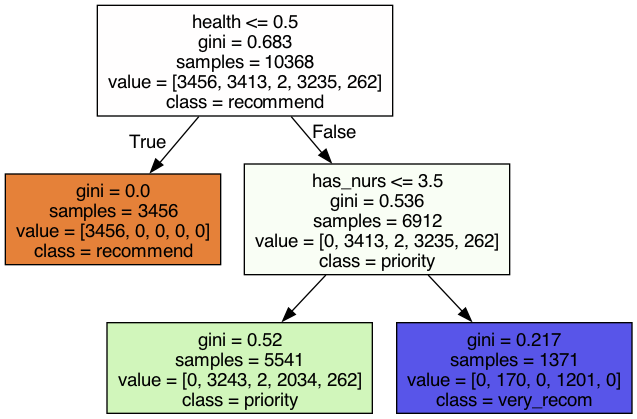 health <= 0.5
gini = 0.683
samples = 10368
value = [3456, 3413, 2, 3235, 262]
class = recommend
True
False
gini = 0.0
samples = 3456
value = [3456, 0, 0, 0, 0]
class = recommend
has_nurs <= 3.5
gini = 0.536
samples = 6912
value = [0, 3413, 2, 3235, 262]
class = priority
gini = 0.52
samples = 5541
value = [0, 3243, 2, 2034, 262]
class = priority
gini = 0.217
samples = 1371
value = [0, 170, 0, 1201, 0]
class = very_recom